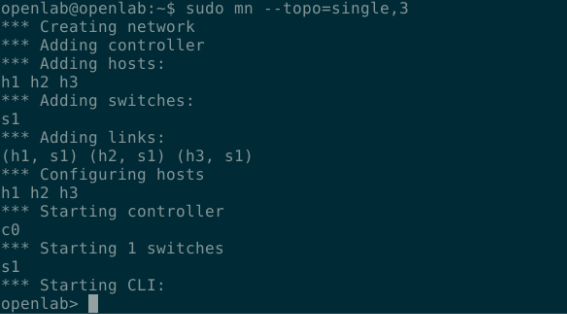 openlab@openlab:~$ sudo mn --topo=single,3
*** Creating network
*** Adding controller
*** Adding hosts:
h1 h2 h3
*** Adding switches:
s1
*** Adding links:
(h1, s1) (h2, s1) (h3, s1)
*** Configuring hosts
h1 h2 h3
*** Starting controller
c0
*** Starting 1 switches
s1
*** Starting CLI:
openlab>